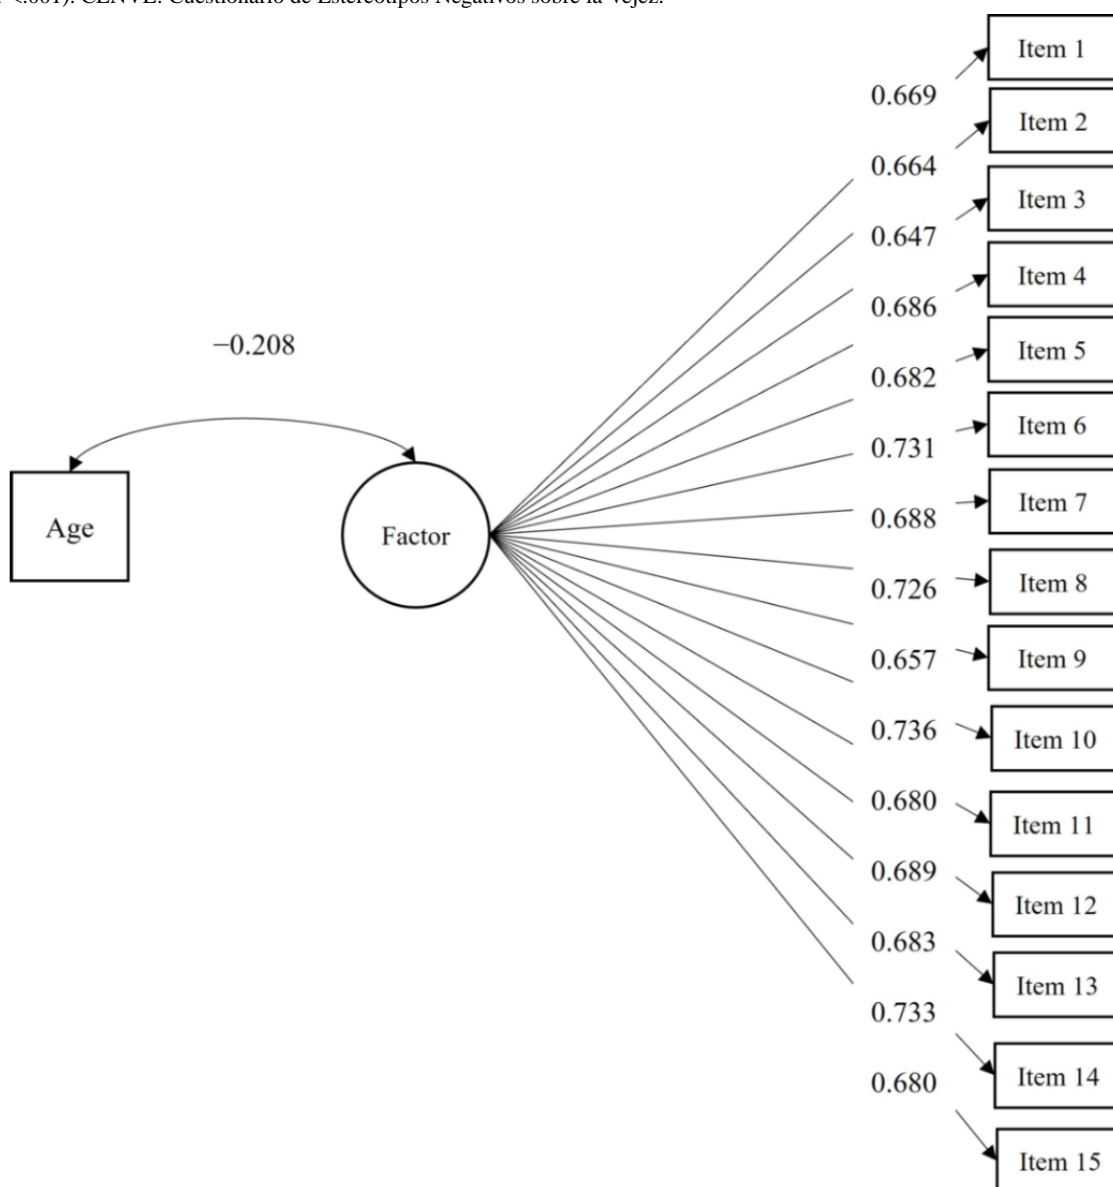 <.001). CENVE: Cuestionario de Estereotipos Negativos sobre la Vejez.
Item 1
0.669
Item 2
0.664
Item 3
0.647
Item 4
0.686
Item 5
0.682
Item 6
0.731
Item 7
0.688
Item 8
0.726
Item 9
0.657
Item 10
0.736
Item 11
0.680
Item 12
0.689
Item 13
0.683
Item 14
0.733
Item 15
0.680
−0.208
Age
Factor